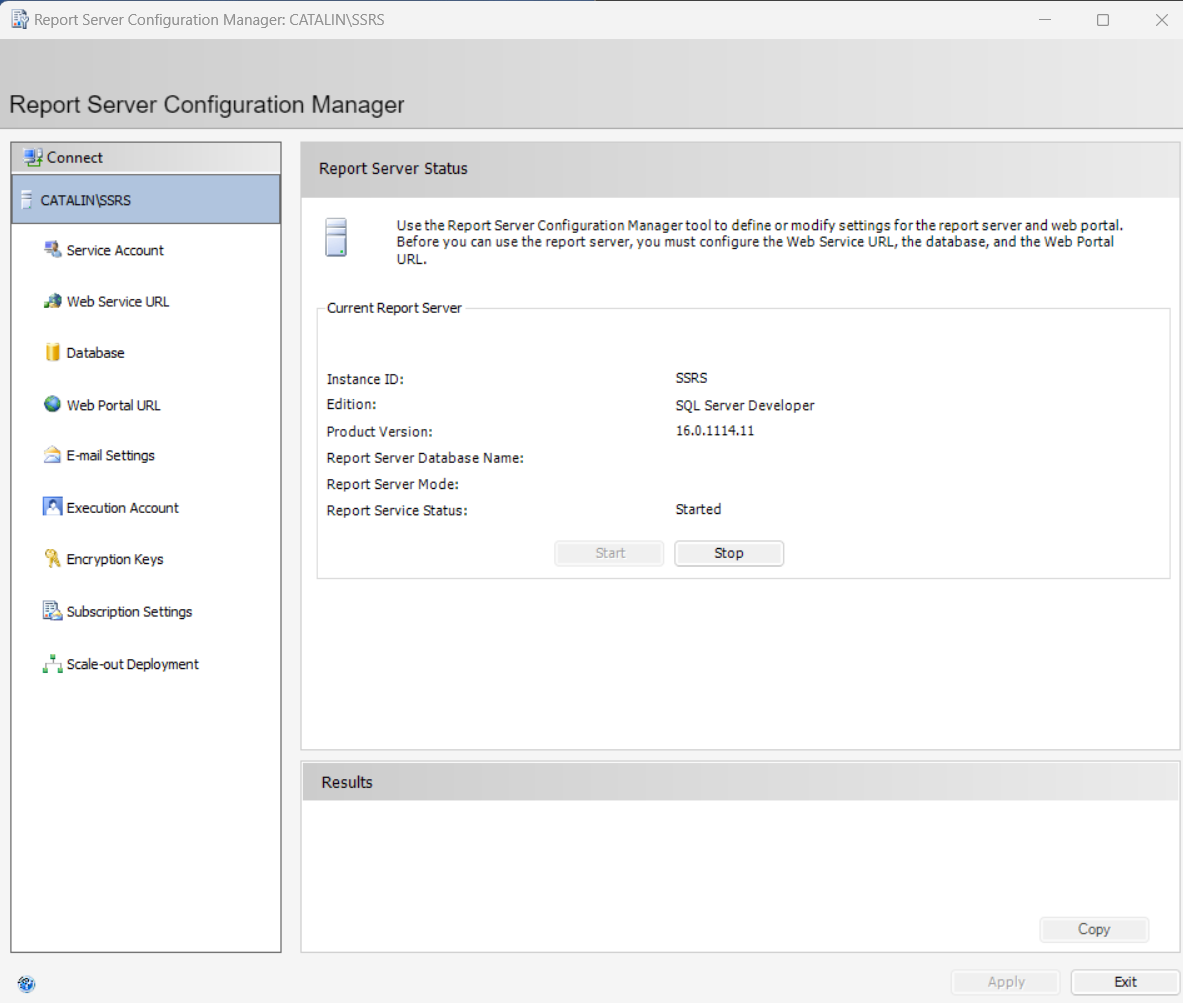 Report Server Configuration Manager: CATALIN\SSRS
Report Server Configuration Manager
Connect
CATALIN\SSRS
Service Account
Web Service URL
Database
Web Portal URL
E-mail Settings
Execution Account
Encryption Keys
Subscription Settings
Scale-out Deployment
Report Server Status
Use the Report Server Configuration Manager tool to define or modify settings for the report server and web portal.
Before you can use the report server, you must configure the Web Service URL, the database, and the Web Portal
URL.
Current Report Server
Instance ID: SSRS
Edition: SQL Server Developer
Product Version: 16.0.1114.11
Report Server Database Name:
Report Server Mode:
Report Service Status: Started
Start Stop
Results
Copy
Apply Exit